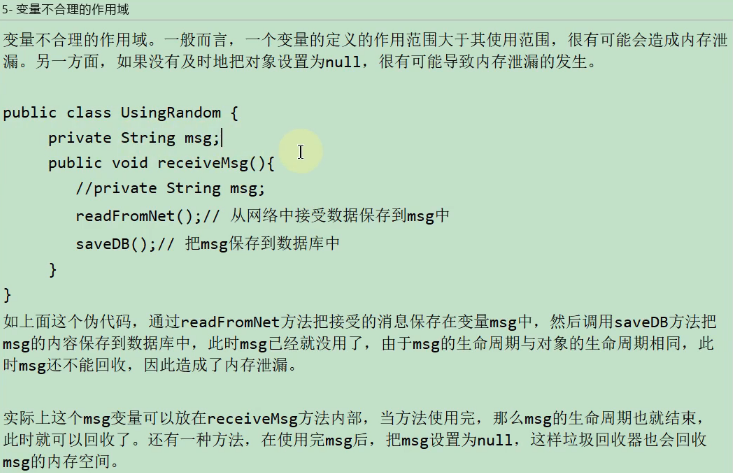 5- 变量不合理的作用域
变量不合理的作用域。一般而言，一个变量的定义的作用范围大于其使用范围，很有可能会造成内存泄
漏。另一方面，如果没有及时地把对象设置为null，很有可能导致内存泄漏的发生。
public class UsingRandom {
private String msg;
public void receiveMsg(){
//private String msg;
readFromNet();// 从网络中接受数据保存到msg中
saveDB();// 把msg保存到数据库中
}
}
如上面这个伪代码，通过readFromNet方法把接受的消息保存在变量msg中，然后调用saveDB方法把
msg的内容保存到数据库中，此时msg已经就没用了，由于msg的生命周期与对象的生命周期相同，此
时msg还不能回收，因此造成了内存泄漏。
实际上这个msg变量可以放在receiveMsg方法内部，当方法使用完，那么msg的生命周期也就结束，
此时就可以回收了。还有一种方法，在使用完msg后，把msg设置为null，这样垃圾回收器也会回收
msg的内存空间。